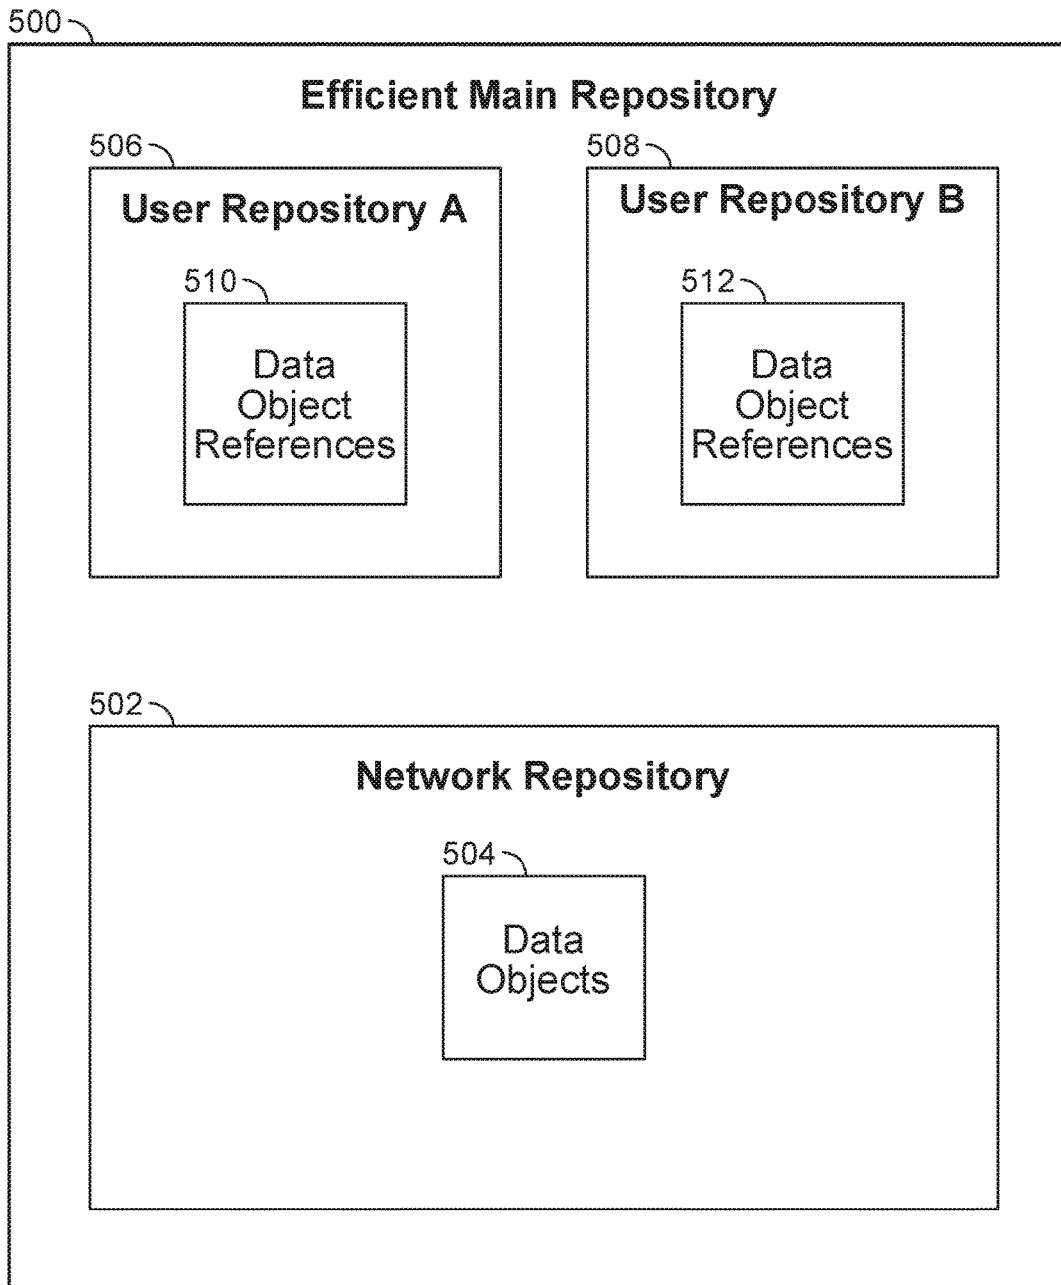 500
Efficient Main Repository
506
508
User Repository A
User Repository B
510
512
Data
Object
References
Data
Object
References
502
Network Repository
504
Data
Objects